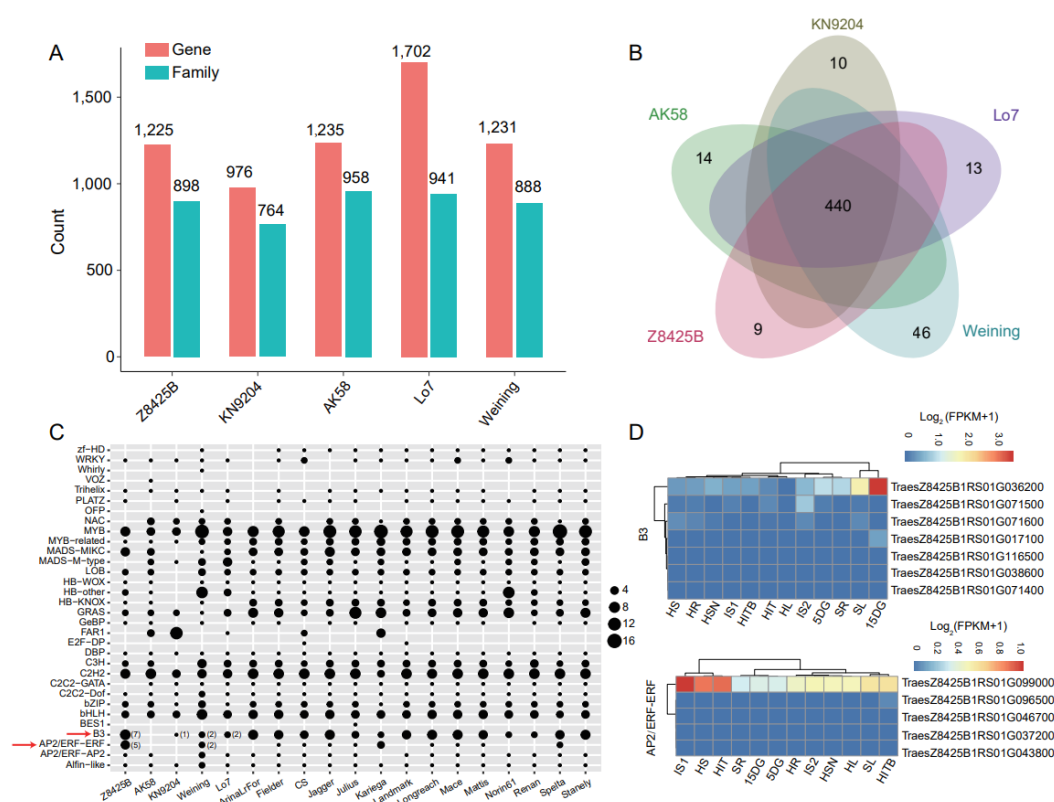 A
Gene
Family
Count
1,500
1,000
500
0
1,225
898
976
764
1,235
958
1,702
941
1,231
888
Z8425B
KN9204
AK58
Lo7
Weining
B
KN9204
10
AK58
14
Lo7
13
440
Z8425B
9
46
Weining
C
zf-HD
WRKY
Whirly
VOZ
Trihelix
PLATZ
OFP
NAC
MYB
MYB-related
MADS-MIKC
MADS-M-type
LOB
HB-WOX
HB-other
HB-KNOX
GRAS
GeBP
FAR1
E2F-DP
DBP
C3H
C2H2
C2C2-GATA
C2C2-Dof
bZIP
bHLH
BES1
B3 (7) (1) (2) (2)
AP2/ERF-ERF (5) (2)
AP2/ERF-AP2
Alfin-like
4
8
12
16
Z8425B
AK58
KN9204
Weining
Lo7
ArinaLrFor
Fielder
CS
Jagger
Julius
Kariega
Landmark
Longreach
Mace
Mattis
Norin61
Renan
Spelta
Stanely
D
Log2 (FPKM+1)
0 1.0 2.0 3.0
B3
TraesZ8425B1RS01G036200
TraesZ8425B1RS01G071500
TraesZ8425B1RS01G071600
TraesZ8425B1RS01G017100
TraesZ8425B1RS01G116500
TraesZ8425B1RS01G038600
TraesZ8425B1RS01G071400
HS HR HSN IS1 HITB HIT HL IS2 5DG SR SL 15DG
Log2(FPKM+1)
0 0.2 0.4 0.6 0.8 1.0
AP2/ERF-ERF
TraesZ8425B1RS01G099000
TraesZ8425B1RS01G096500
TraesZ8425B1RS01G046700
TraesZ8425B1RS01G037200
TraesZ8425B1RS01G043800
IS1 HS HIT SR 15DG 5DG HR IS2 HSN HL SL HITB